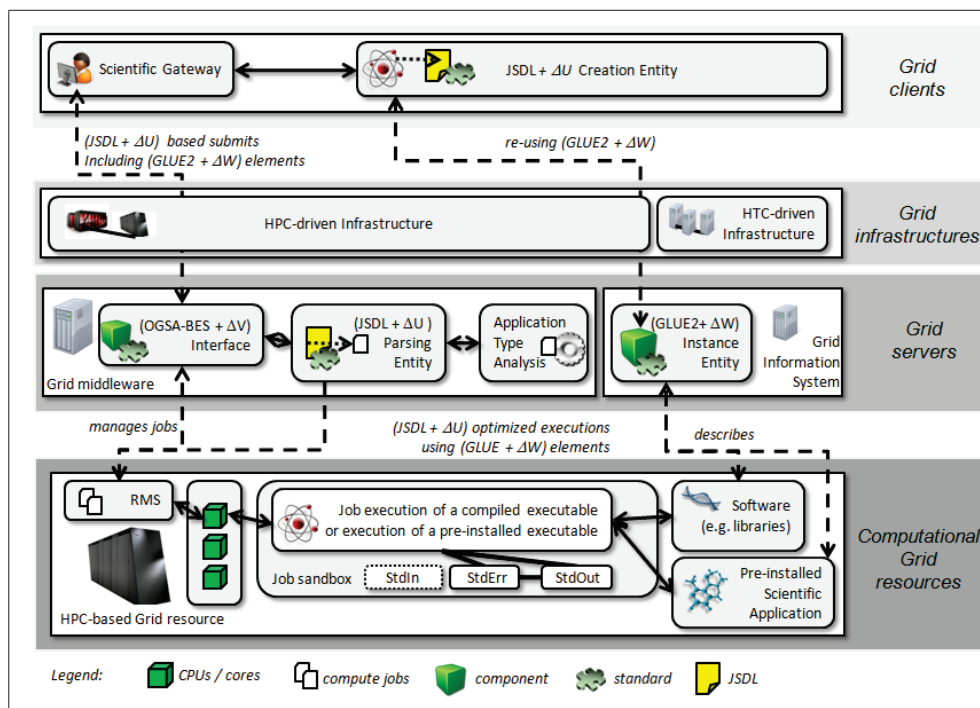 Scientific Gateway
JSDL + ΔU Creation Entity
Grid
clients
(JSDL + ΔU) based submits
Including (GLUE2 + ΔW) elements
re-using (GLUE2 + ΔW)
HPC-driven Infrastructure
HTC-driven
Infrastructure
Grid
infrastructures
(OGSA-BES + ΔV)
Interface
Grid middleware
(JSDL + ΔU )
Parsing
Entity
Application
Type
Analysis
(GLUE2+ ΔW)
Instance
Entity
Grid
Information
System
Grid
servers
manages jobs
(JSDL + ΔU) optimized executions
using (GLUE + ΔW) elements
describes
RMS
HPC-based Grid resource
Job execution of a compiled executable
or execution of a pre-installed executable
Job sandbox
StdIn
StdErr
StdOut
Software
(e.g. libraries)
Pre-installed
Scientific
Application
Computational
Grid
resources
Legend:
CPUs / cores
compute jobs
component
standard
JSDL